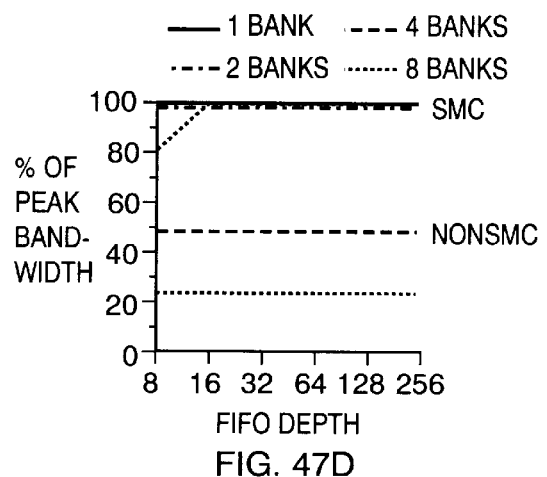 1 BANK 4 BANKS
2 BANKS 8 BANKS
100
80
60
40
20
0
% OF
PEAK
BAND-
WIDTH
SMC
NONSMC
8 16 32 64 128 256
FIFO DEPTH
FIG. 47D